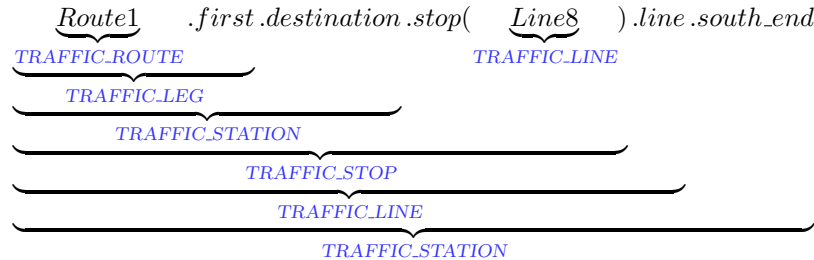 Route1 .first .destination .stop( Line8 ) .line .south_end
TRAFFIC_ROUTE TRAFFIC_LINE
TRAFFIC_LEG
TRAFFIC_STATION
TRAFFIC_STOP
TRAFFIC_LINE
TRAFFIC_STATION